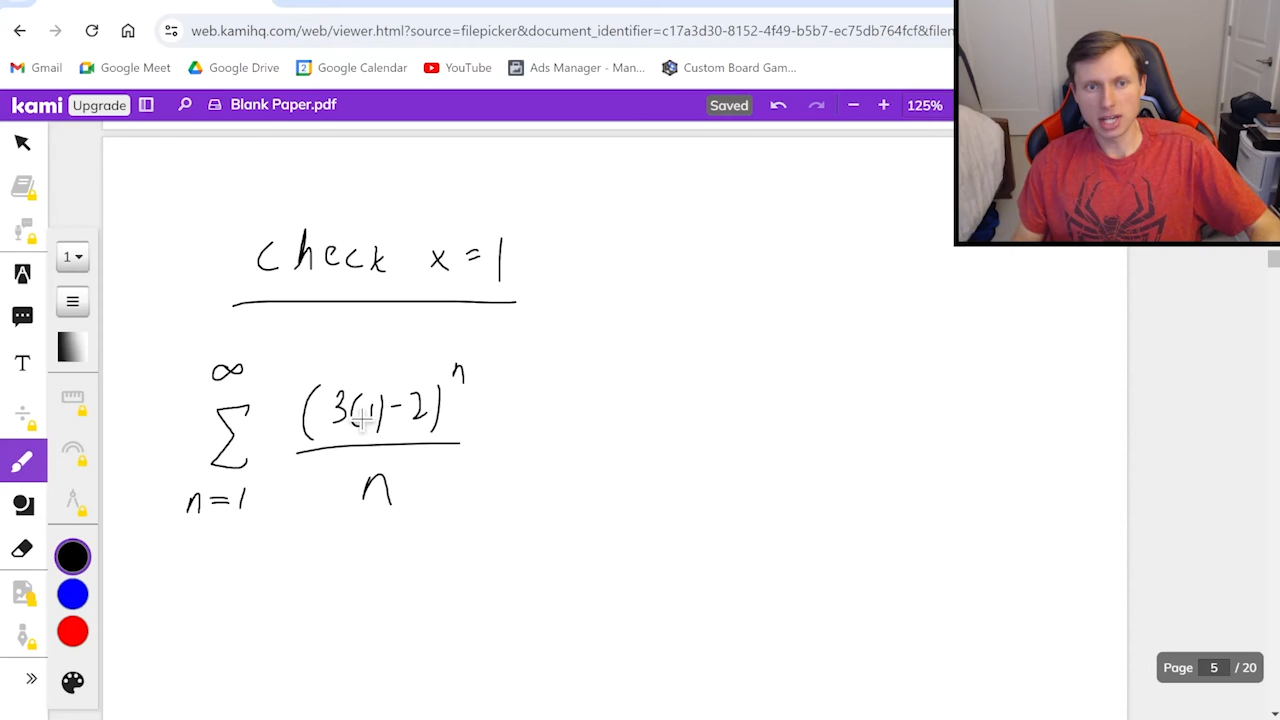 web.kamihq.com/web/viewer.html?source=filepicker&document_identifier=c17a3d30-8152-4f49-b5b7-ec75db764fcf&filen
Gmail Google Meet Google Drive 2 Google Calendar YouTube Ads Manager - Man... Custom Board Gam...
kami Upgrade Blank Paper.pdf Saved 125%
check x = 1
∞
Σ
n = 1
(3(1) - 2)^n
n
1
A
T
Page 5 / 20